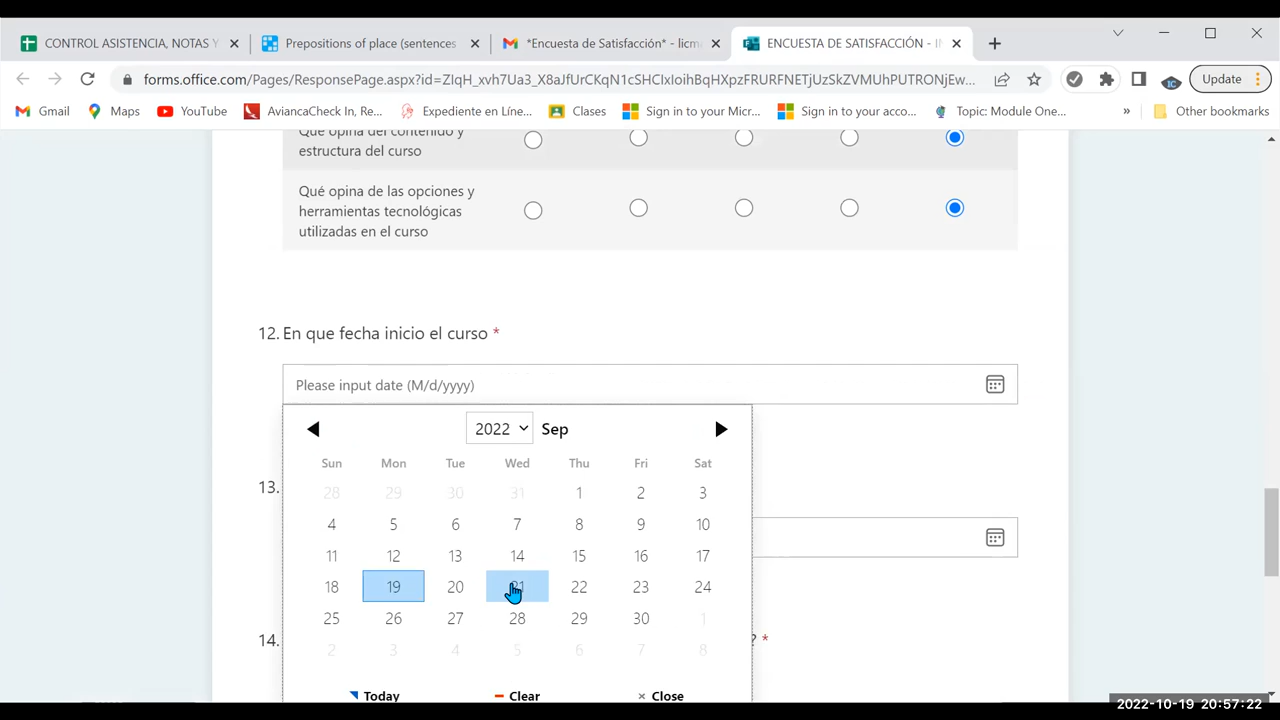 CONTROL ASISTENCIA, NOTAS Y
Prepositions of place (sentences
*Encuesta de Satisfacción* - licm
ENCUESTA DE SATISFACCIÓN - IN
forms.office.com/Pages/ResponsePage.aspx?id=ZIqH_xvh7Ua3_X8aJfUrCKqN1cSHCIxIoihBqHXpzFRURFNETjUzSkZVMUhPUTRONjEw...
Update
Gmail
Maps
YouTube
AviancaCheck In, Re...
Expediente en Líne...
Clases
Sign in to your Micr...
Sign in to your acco...
Topic: Module One...
»
Other bookmarks
Qué opina del contenido y
estructura del curso
Qué opina de las opciones y
herramientas tecnológicas
utilizadas en el curso
12. En que fecha inicio el curso *
Please input date (M/d/yyyy)
2022 Sep
Sun Mon Tue Wed Thu Fri Sat
28 29 30 31 1 2 3
4 5 6 7 8 9 10
11 12 13 14 15 16 17
18 19 20 21 22 23 24
25 26 27 28 29 30 1
2 3 4 5 6 7 8
Today Clear Close
13.
14. ? *
2022-10-19 20:57:22